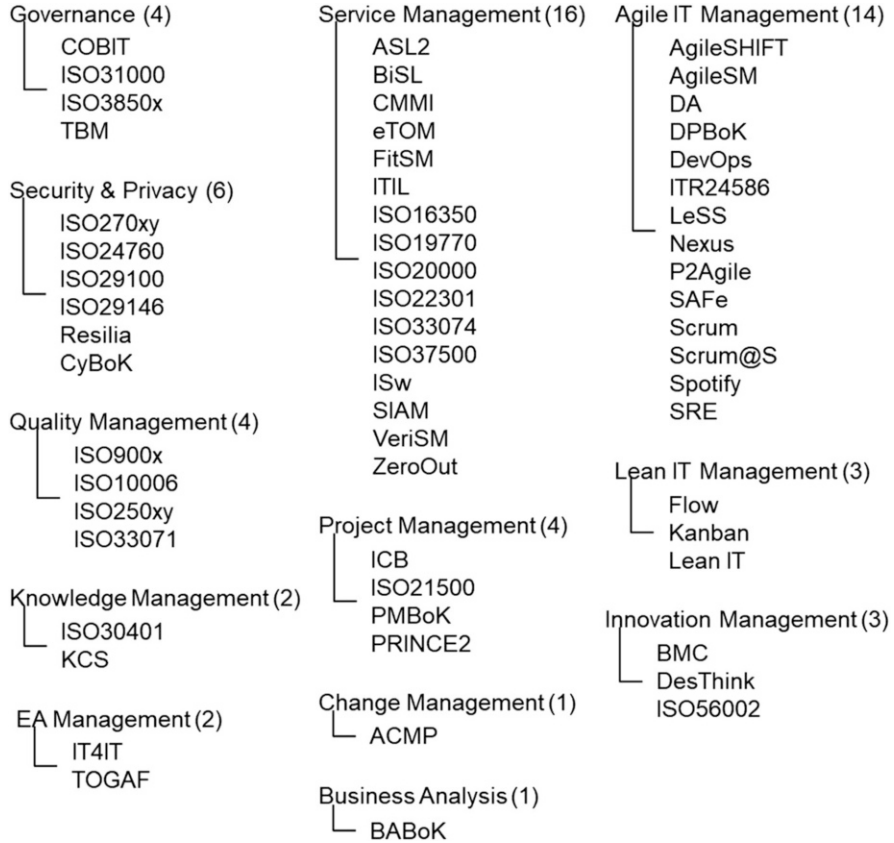 Governance (4)
COBIT
ISO31000
ISO3850x
TBM
Security & Privacy (6)
ISO270xy
ISO24760
ISO29100
ISO29146
Resilia
CyBoK
Quality Management (4)
ISO900x
ISO10006
ISO250xy
ISO33071
Knowledge Management (2)
ISO30401
KCS
EA Management (2)
IT4IT
TOGAF
Service Management (16)
ASL2
BiSL
CMMI
eTOM
FitSM
ITIL
ISO16350
ISO19770
ISO20000
ISO22301
ISO33074
ISO37500
ISw
SIAM
VeriSM
ZeroOut
Project Management (4)
ICB
ISO21500
PMBoK
PRINCE2
Change Management (1)
ACMP
Business Analysis (1)
BABoK
Agile IT Management (14)
AgileSHIFT
AgileSM
DA
DPBoK
DevOps
ITR24586
LeSS
Nexus
P2Agile
SAFe
Scrum
Scrum@S
Spotify
SRE
Lean IT Management (3)
Flow
Kanban
Lean IT
Innovation Management (3)
BMC
DesThink
ISO56002